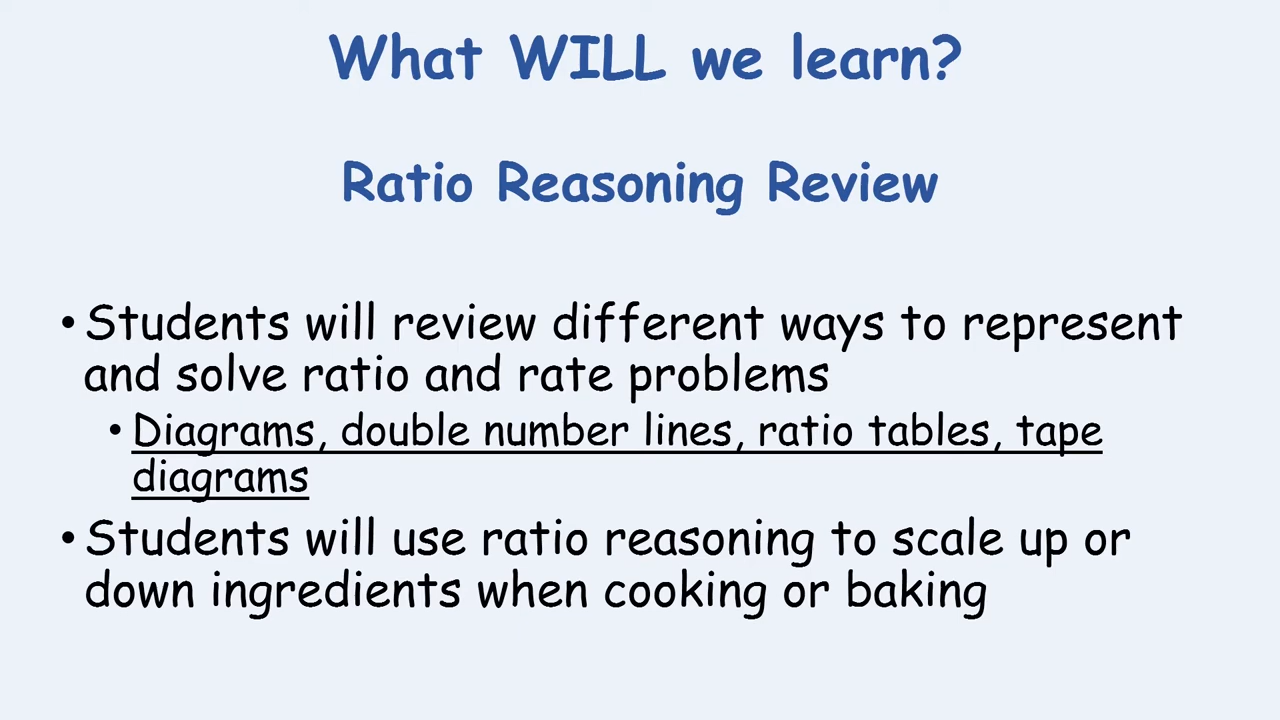 What WILL we learn?
Ratio Reasoning Review
• Students will review different ways to represent
and solve ratio and rate problems
• Diagrams, double number lines, ratio tables, tape
diagrams
• Students will use ratio reasoning to scale up or
down ingredients when cooking or baking